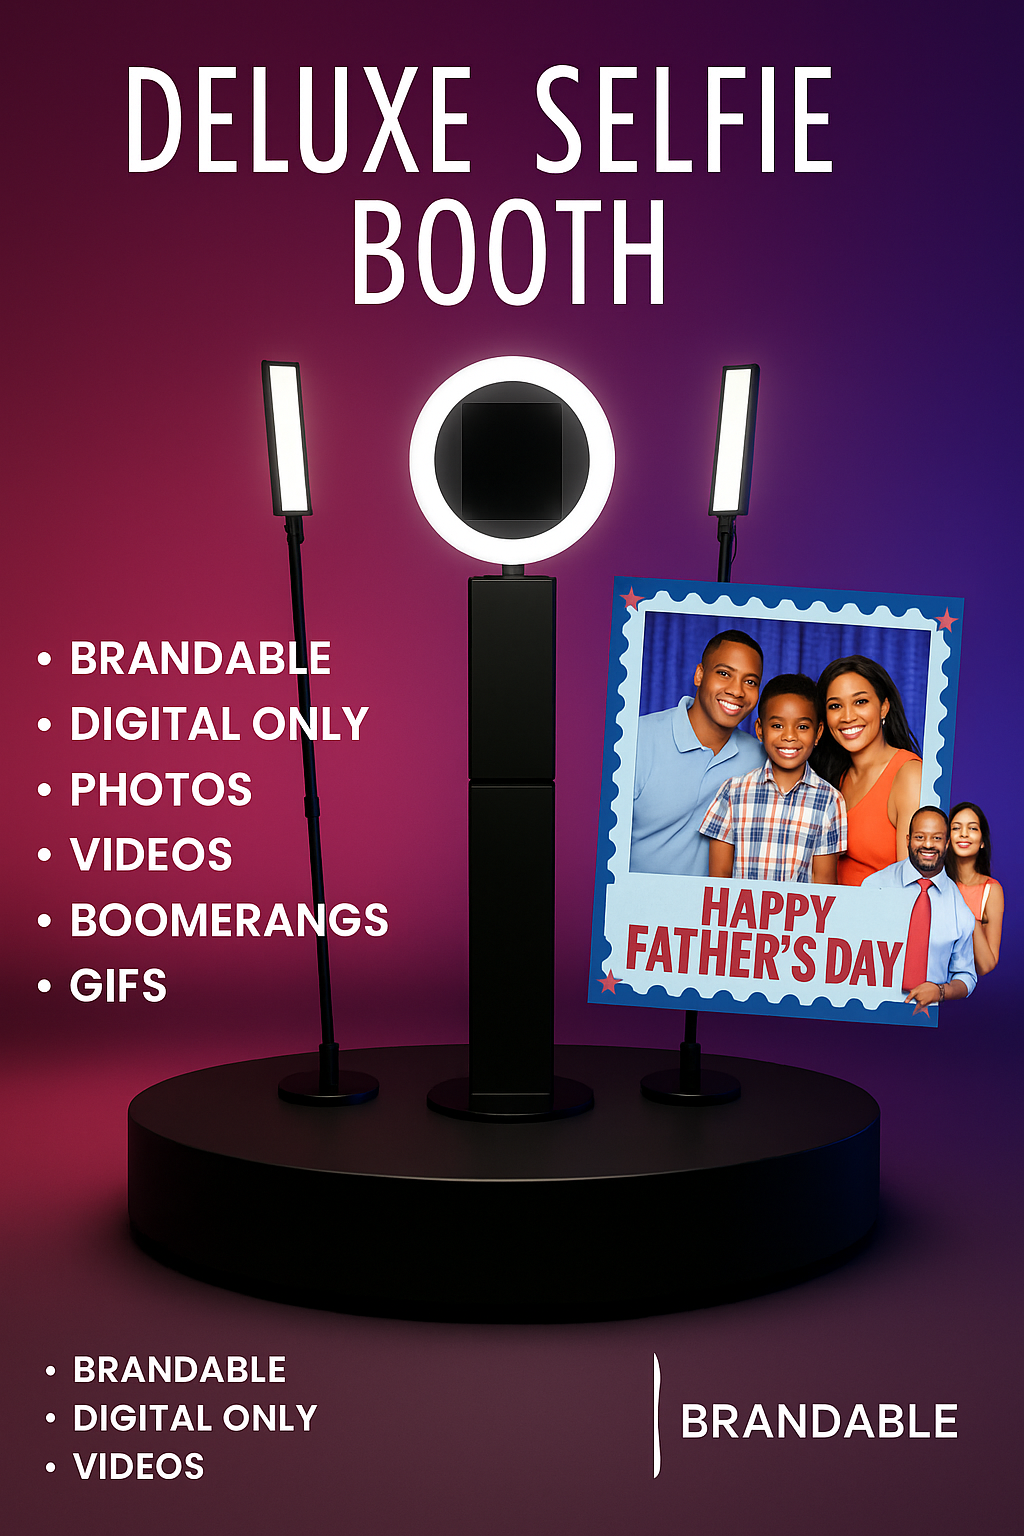 DELUXE SELFIE
BOOTH
• BRANDABLE
• DIGITAL ONLY
• PHOTOS
• VIDEOS
• BOOMERANGS
• GIFS
HAPPY
FATHER'S DAY
• BRANDABLE
• DIGITAL ONLY
• VIDEOS
BRANDABLE